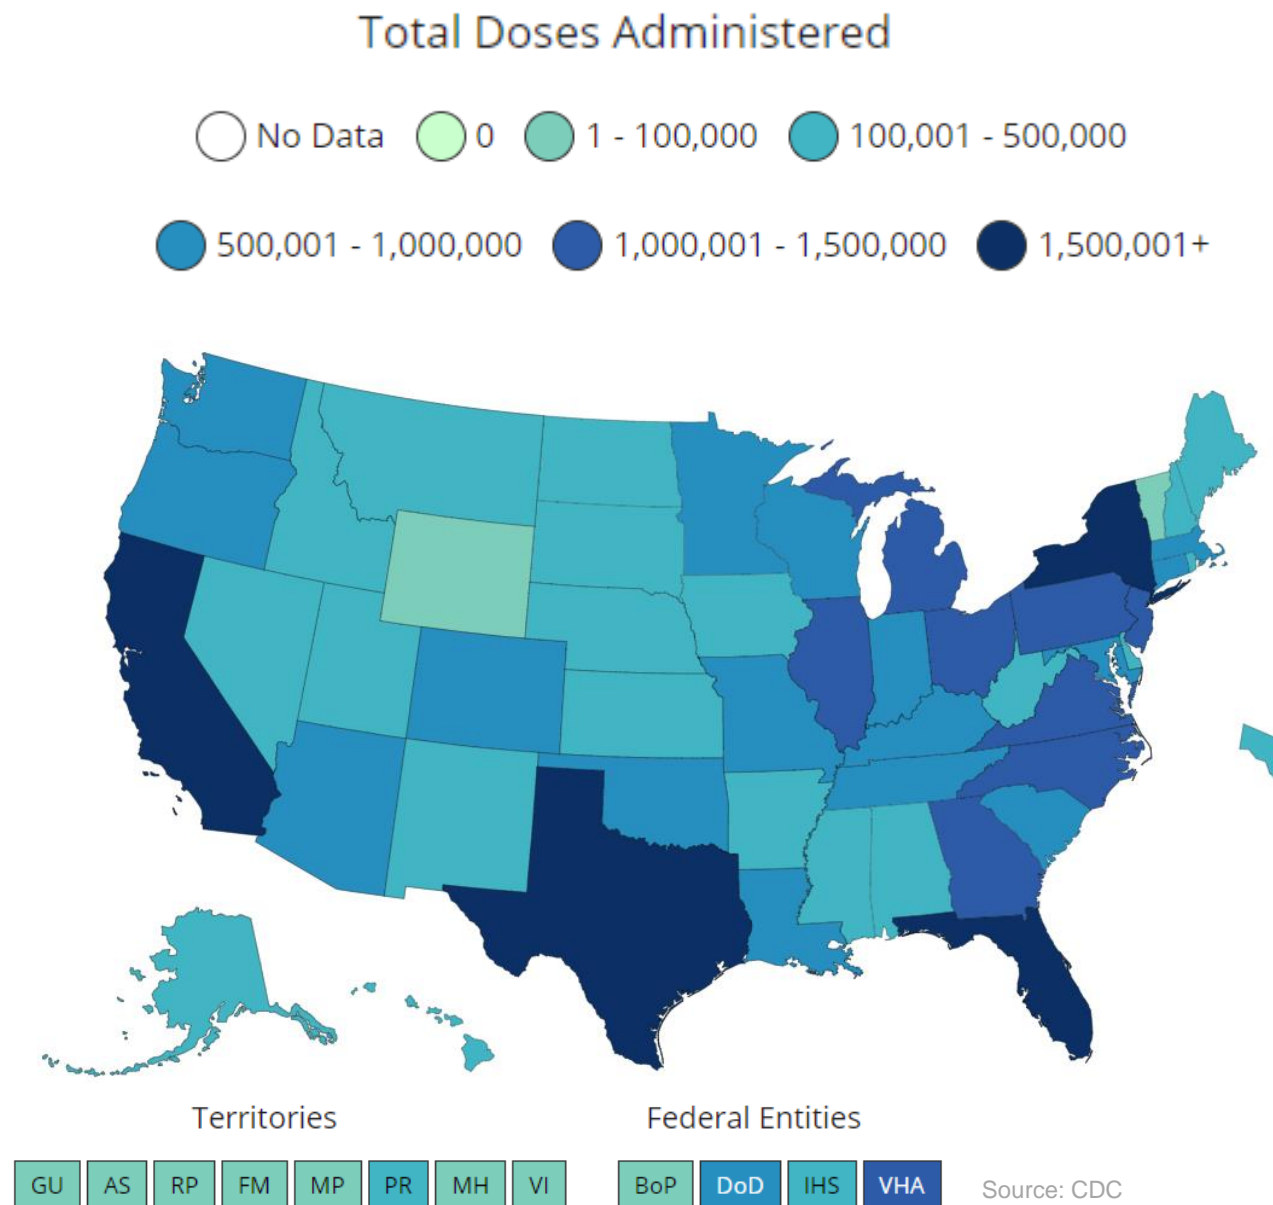 Total Doses Administered
No Data 0 1 - 100,000 100,001 - 500,000
500,001 - 1,000,000 1,000,001 - 1,500,000 1,500,001+
Territories Federal Entities
GU AS RP FM MP PR MH VI BoP DoD IHS VHA Source: CDC